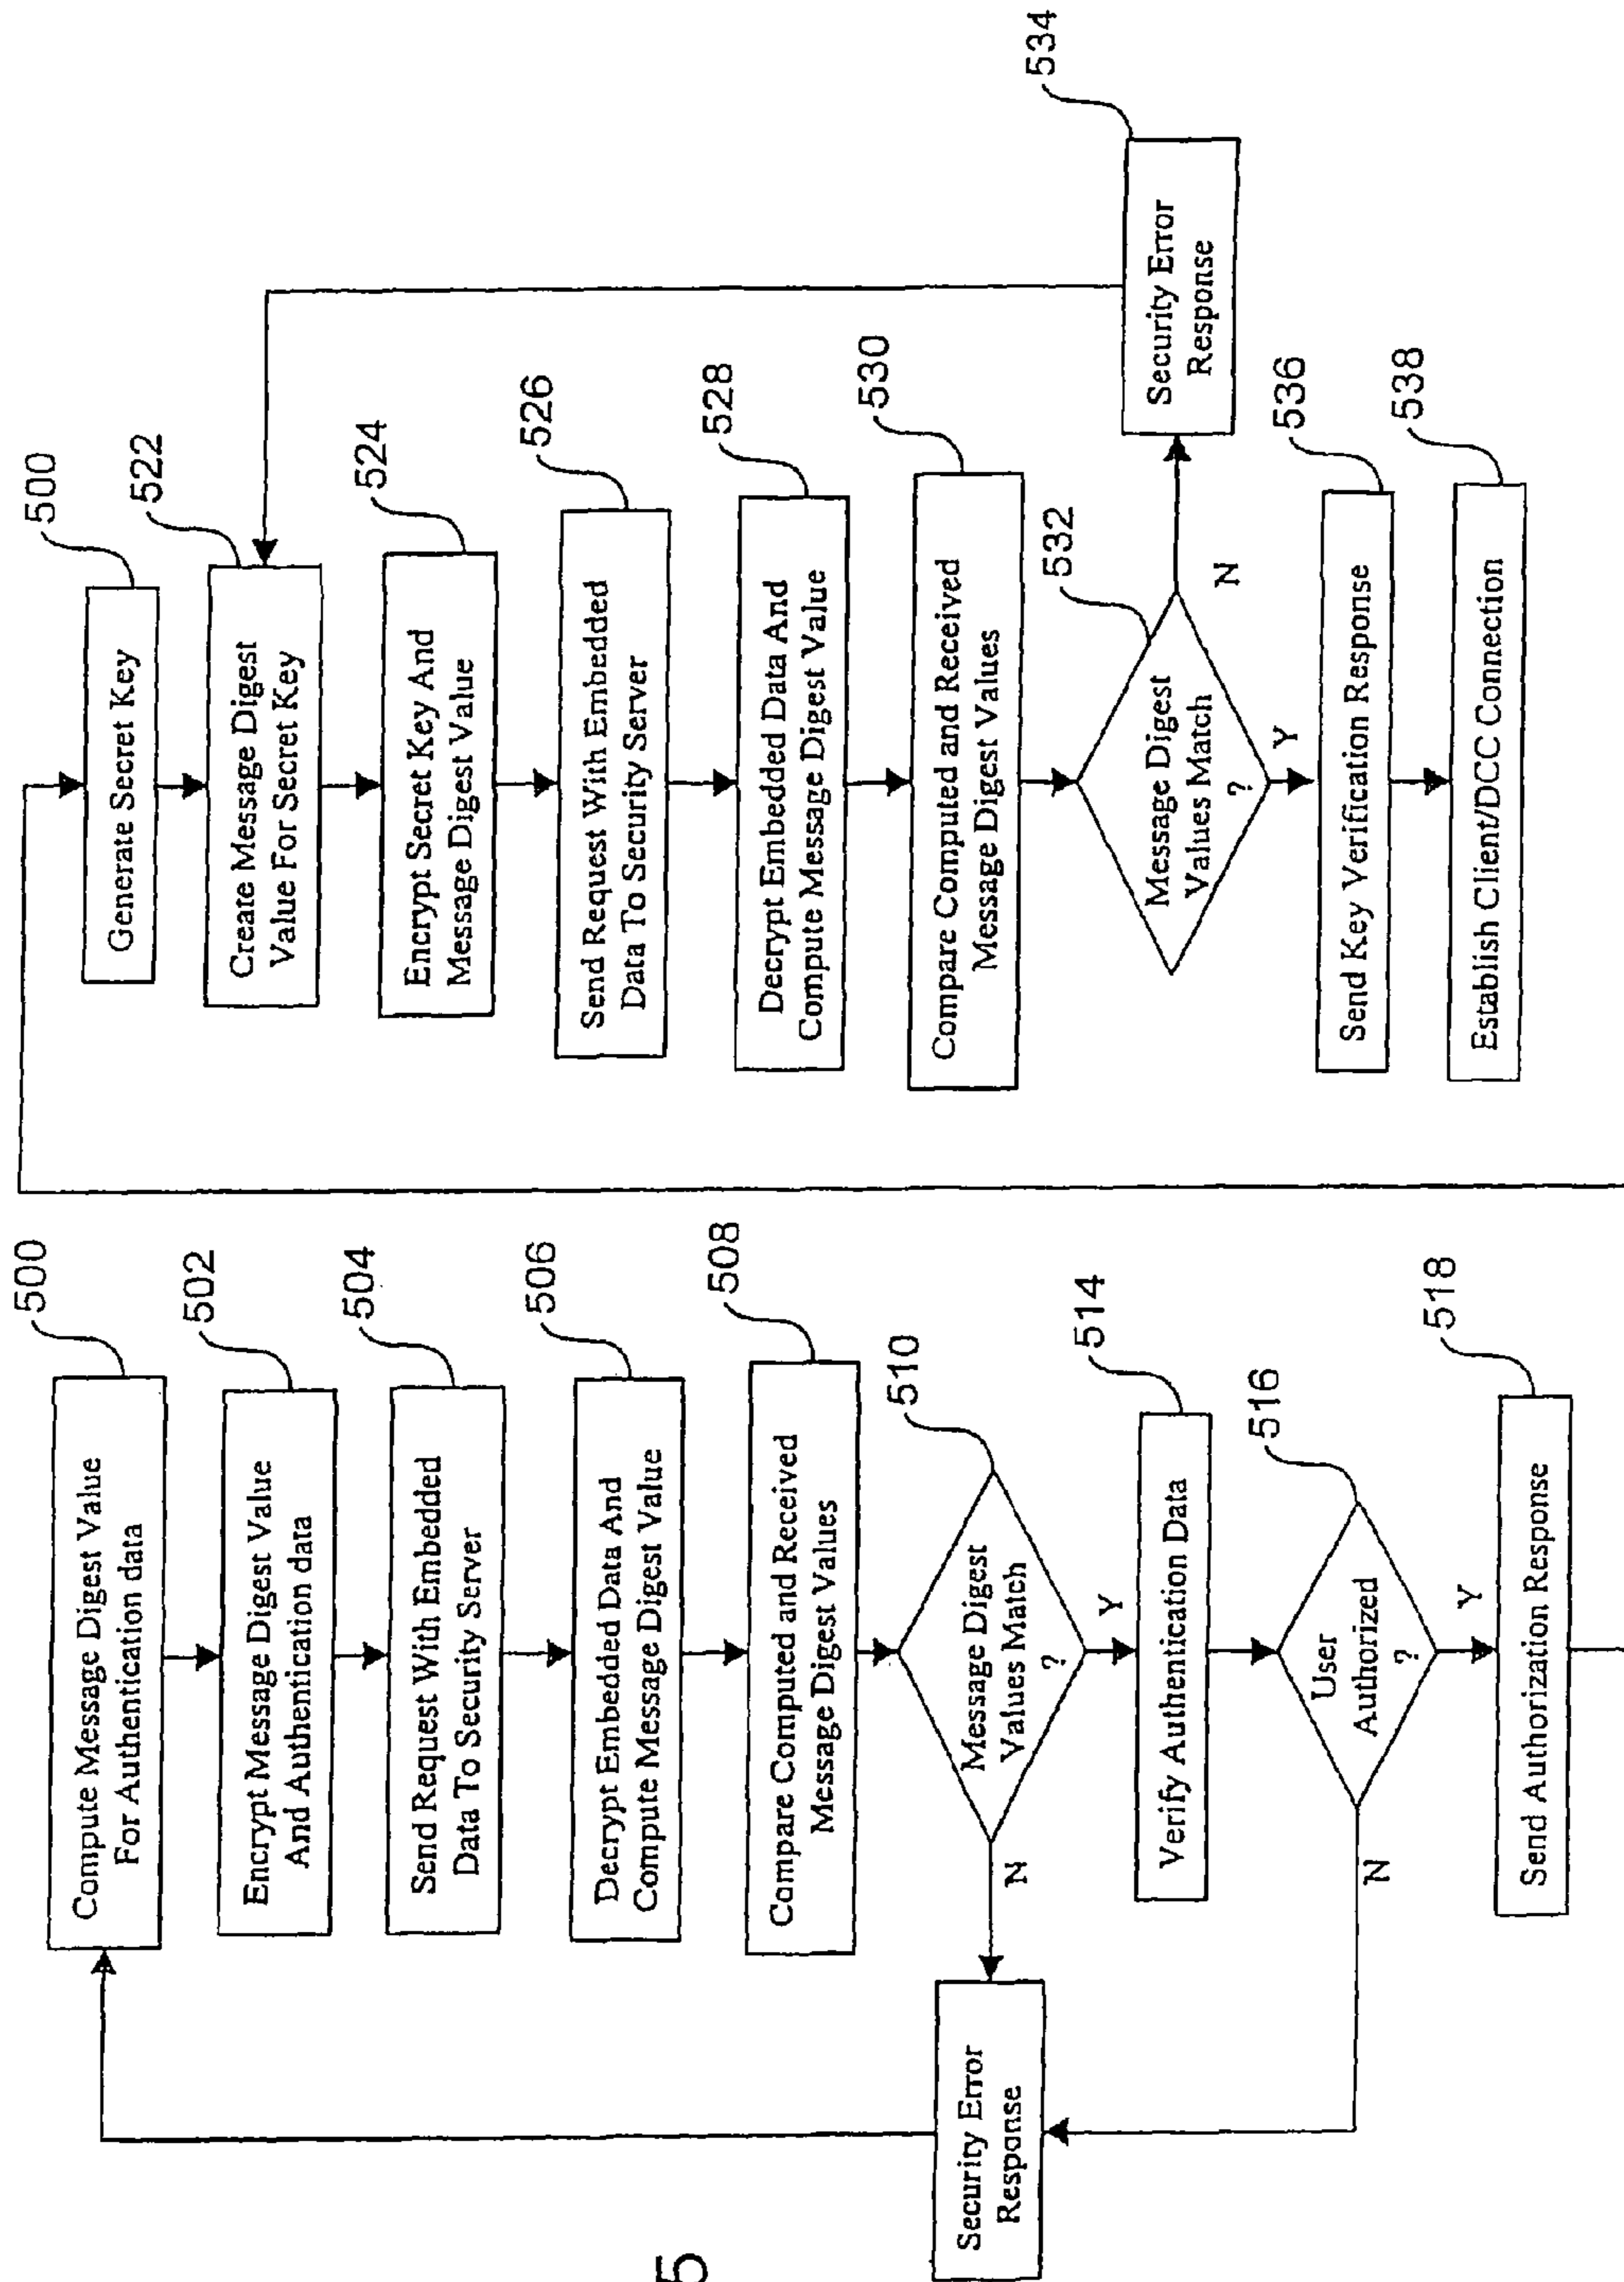 500
Compute Message Digest Value
For Authentication data
502
Encrypt Message Digest Value
And Authentication data
504
Send Request With Embedded
Data To Security Server
506
Decrypt Embedded Data And
Compute Message Digest Value
508
Compare Computed and Received
Message Digest Values
510
Message Digest
Values Match
?
N
Y
Security Error
Response
514
Verify Authentication Data
516
User
Authorized
?
N
Y
518
Send Authorization Response
500
Generate Secret Key
522
Create Message Digest
Value For Secret Key
524
Encrypt Secret Key And
Message Digest Value
526
Send Request With Embedded
Data To Security Server
528
Decrypt Embedded Data And
Compute Message Digest Value
530
Compare Computed and Received
Message Digest Values
532
Message Digest
Values Match
?
N
Y
534
Security Error
Response
536
Send Key Verification Response
538
Establish Client/DCC Connection
5